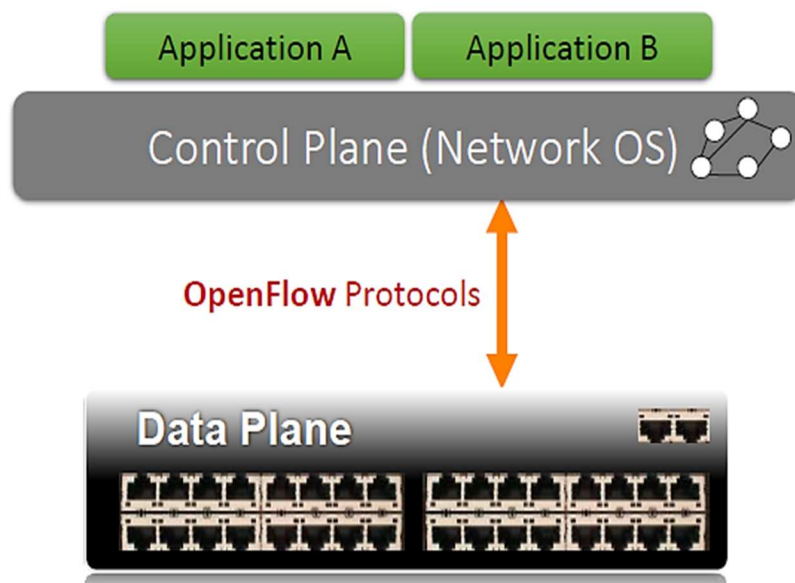 Application A
Application B
Control Plane (Network OS)
OpenFlow Protocols
Data Plane